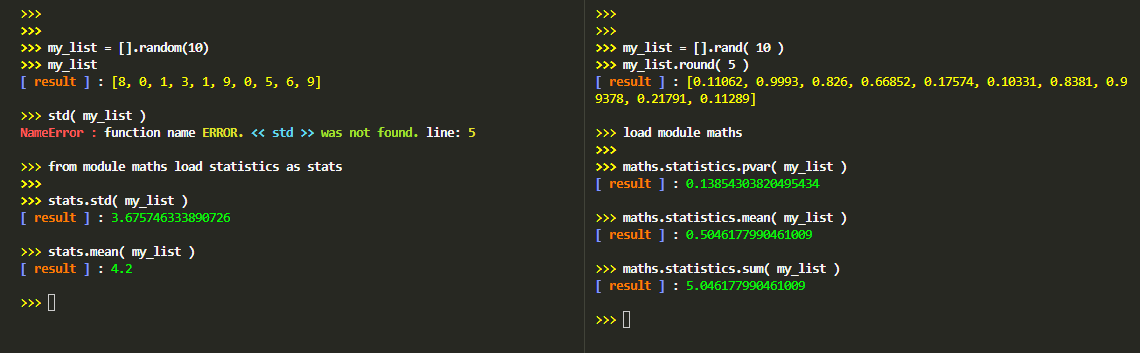 >>>
>>>
>>> my_list = [].random(10)
>>> my_list
[ result ] : [8, 0, 1, 3, 1, 9, 0, 5, 6, 9]
>>> std( my_list )
NameError : function name ERROR. << std >> was not found. line: 5
>>> from module maths load statistics as stats
>>>
>>> stats.std( my_list )
[ result ] : 3.675746333890726
>>> stats.mean( my_list )
[ result ] : 4.2
>>>
>>>
>>>
>>> my_list = [].rand( 10 )
>>> my_list.round( 5 )
[ result ] : [0.11062, 0.9993, 0.826, 0.66852, 0.17574, 0.10331, 0.8381, 0.9
9378, 0.21791, 0.11289]
>>> load module maths
>>>
>>> maths.statistics.pvar( my_list )
[ result ] : 0.13854303820495434
>>> maths.statistics.mean( my_list )
[ result ] : 0.5046177990461009
>>> maths.statistics.sum( my_list )
[ result ] : 5.046177990461009
>>>